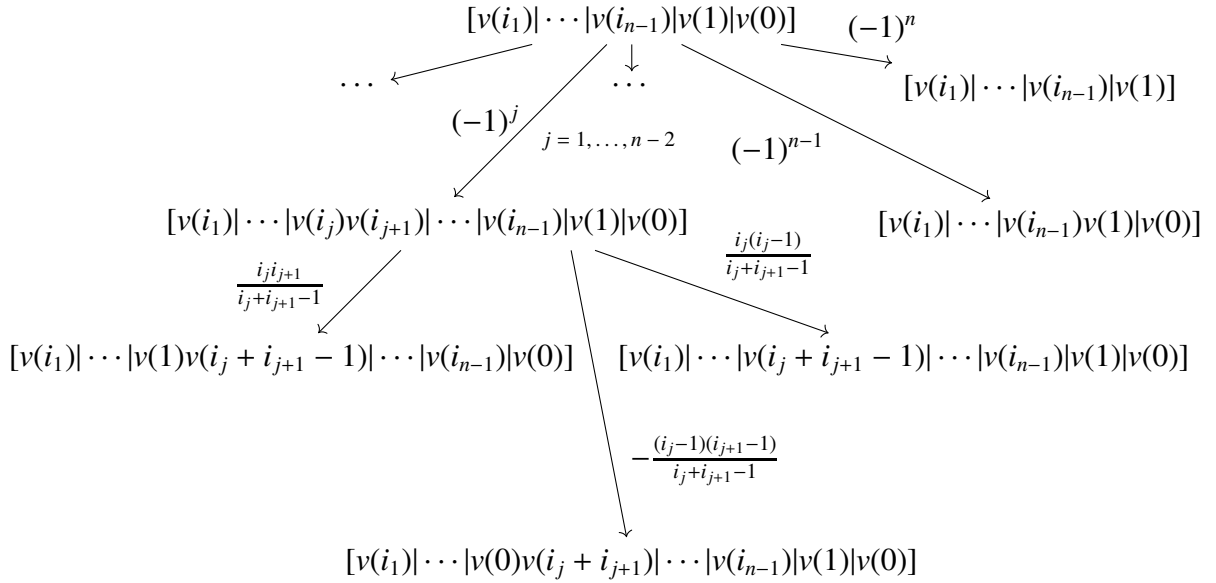 [v(i_1)|⋯|v(i_{n−1})|v(1)|v(0)]
(−1)^n
⋯
⋯
[v(i_1)|⋯|v(i_{n−1})|v(1)]
(−1)^j
j = 1, …, n − 2
(−1)^{n−1}
[v(i_1)|⋯|v(i_j)v(i_{j+1})|⋯|v(i_{n−1})|v(1)|v(0)]
[v(i_1)|⋯|v(i_{n−1})v(1)|v(0)]
\frac{i_j i_{j+1}}{i_j+i_{j+1}−1}
\frac{i_j(i_j−1)}{i_j+i_{j+1}−1}
[v(i_1)|⋯|v(1)v(i_j + i_{j+1} − 1)|⋯|v(i_{n−1})|v(0)]
[v(i_1)|⋯|v(i_j + i_{j+1} − 1)|⋯|v(i_{n−1})|v(1)|v(0)]
−\frac{(i_j−1)(i_{j+1}−1)}{i_j+i_{j+1}−1}
[v(i_1)|⋯|v(0)v(i_j + i_{j+1})|⋯|v(i_{n−1})|v(1)|v(0)]